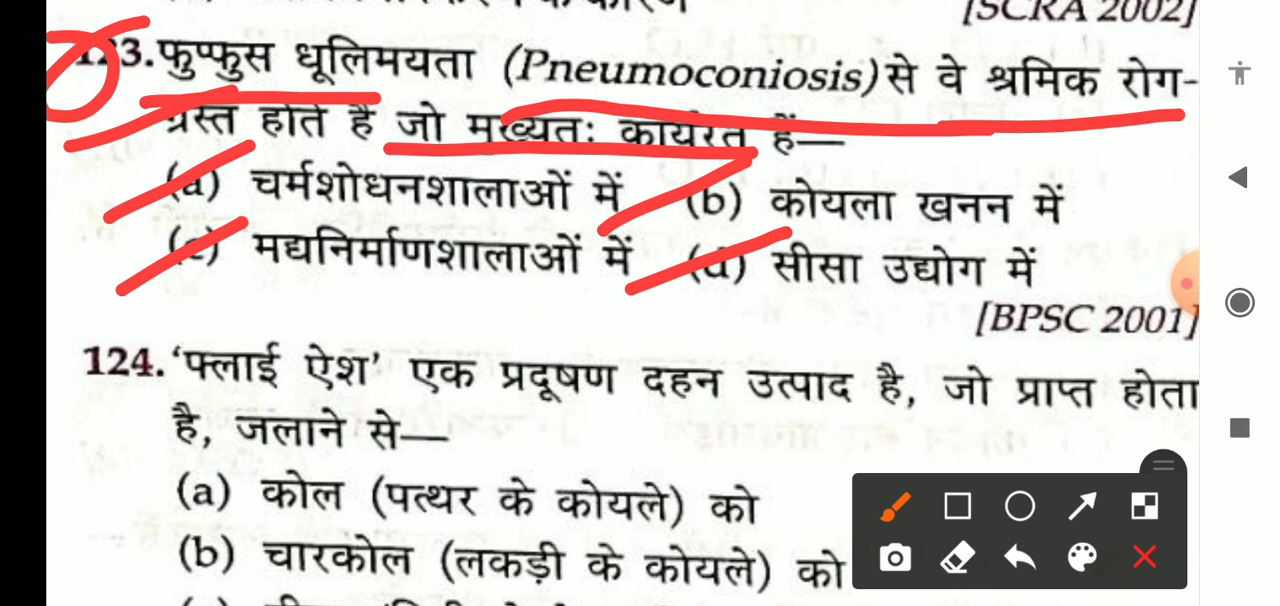 [SCRA 2002]
123. फुप्फुस धूलिमयता (Pneumoconiosis) से वे श्रमिक रोग-
ग्रस्त होते हैं जो मुख्यतः कार्यरत हैं—
(a) चर्मशोधनशालाओं में (b) कोयला खनन में
(c) मद्यनिर्माणशालाओं में (d) सीसा उद्योग में
[BPSC 2001]
124. ‘फ्लाई ऐश’ एक प्रदूषण दहन उत्पाद है, जो प्राप्त होता
है, जलाने से—
(a) कोल (पत्थर के कोयले) को
(b) चारकोल (लकड़ी के कोयले) को